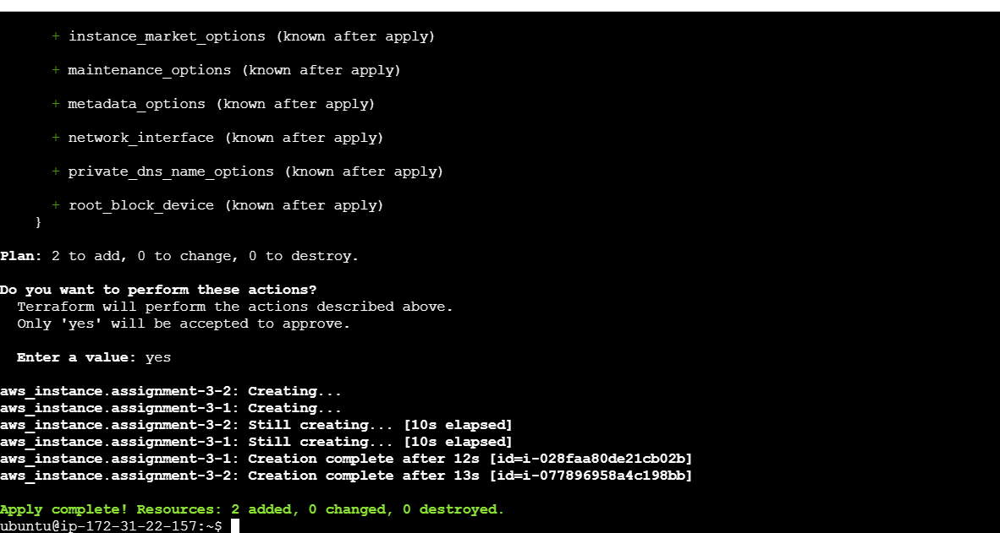 + instance_market_options (known after apply)
+ maintenance_options (known after apply)
+ metadata_options (known after apply)
+ network_interface (known after apply)
+ private_dns_name_options (known after apply)
+ root_block_device (known after apply)
}
Plan: 2 to add, 0 to change, 0 to destroy.
Do you want to perform these actions?
Terraform will perform the actions described above.
Only 'yes' will be accepted to approve.
Enter a value: yes
aws_instance.assignment-3-2: Creating...
aws_instance.assignment-3-1: Creating...
aws_instance.assignment-3-2: Still creating... [10s elapsed]
aws_instance.assignment-3-1: Still creating... [10s elapsed]
aws_instance.assignment-3-1: Creation complete after 12s [id=i-028faa80de21cb02b]
aws_instance.assignment-3-2: Creation complete after 13s [id=i-077896958a4c198bb]
Apply complete! Resources: 2 added, 0 changed, 0 destroyed.
ubuntu@ip-172-31-22-157:~$